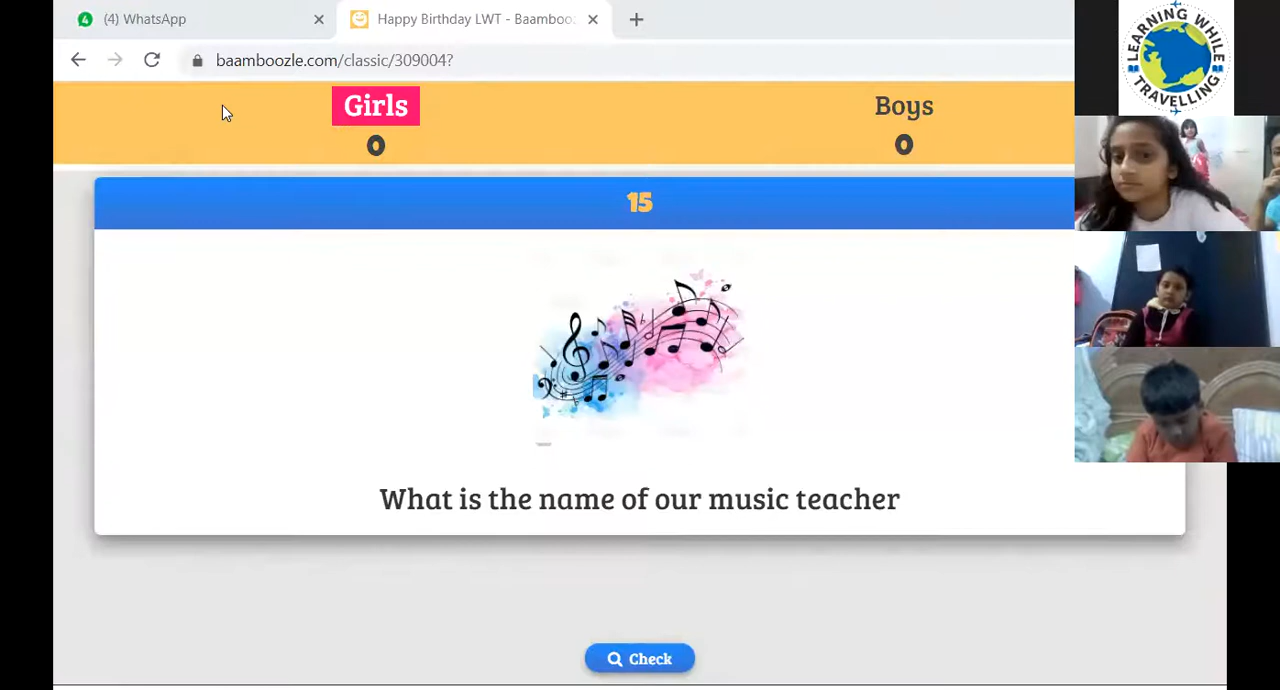 (4) WhatsApp
Happy Birthday LWT - Baambooz
baamboozle.com/classic/309004?
Girls
0
Boys
0
15
What is the name of our music teacher
Check
LEARNING WHILE
TRAVELLING